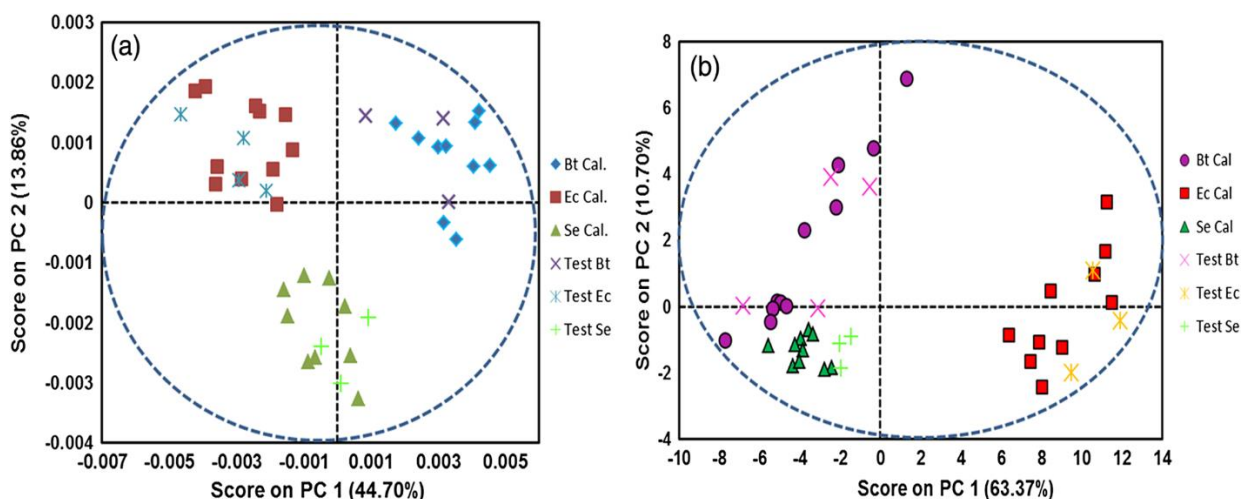 (a)
Score on PC 2 (13.86%)
0.003
0.002
0.001
0
-0.001
-0.002
-0.003
-0.004
-0.007 -0.005 -0.003 -0.001 0.001 0.003 0.005
Score on PC 1 (44.70%)
Bt Cal.
Ec Cal.
Se Cal.
Test Bt
Test Ec
Test Se
(b)
Score on PC 2 (10.70%)
8
6
4
2
0
-2
-4
-10 -8 -6 -4 -2 0 2 4 6 8 10 12 14
Score on PC 1 (63.37%)
Bt Cal
Ec Cal
Se Cal
Test Bt
Test Ec
Test Se